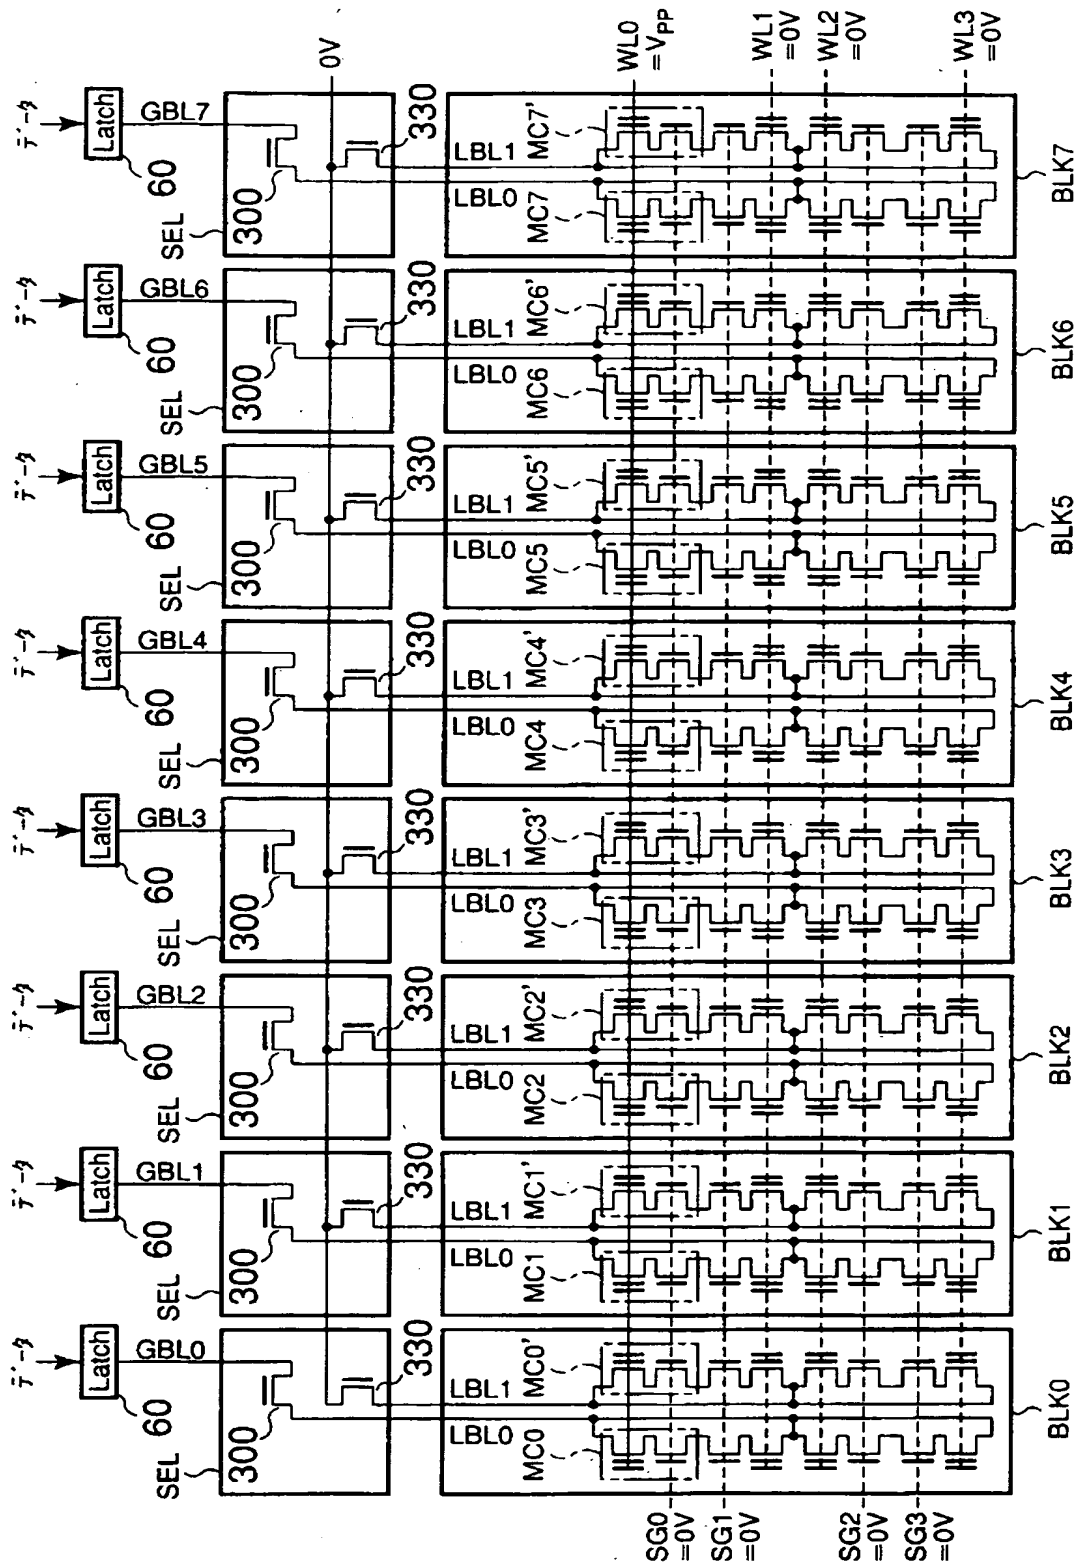 データ
Latch
60
GBL7
SEL
300
330
0V
LBL1
LBL0
MC7'
MC7
BLK7
WL0
=VPP
WL1
=0V
WL2
=0V
WL3
=0V
データ
Latch
60
GBL6
SEL
300
330
LBL1
LBL0
MC6'
MC6
BLK6
データ
Latch
60
GBL5
SEL
300
330
LBL1
LBL0
MC5'
MC5
BLK5
データ
Latch
60
GBL4
SEL
300
330
LBL1
LBL0
MC4'
MC4
BLK4
データ
Latch
60
GBL3
SEL
300
330
LBL1
LBL0
MC3'
MC3
BLK3
データ
Latch
60
GBL2
SEL
300
330
LBL1
LBL0
MC2'
MC2
BLK2
データ
Latch
60
GBL1
SEL
300
330
LBL1
LBL0
MC1'
MC1
BLK1
データ
Latch
60
GBL0
SEL
300
330
LBL1
LBL0
MC0'
MC0
BLK0
SG0
=0V
SG1
=0V
SG2
=0V
SG3
=0V